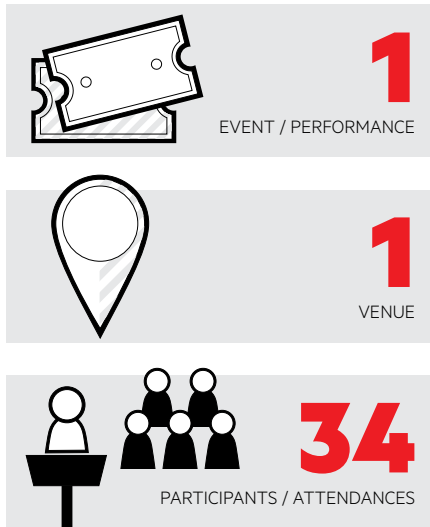 1
EVENT / PERFORMANCE
1
VENUE
34
PARTICIPANTS / ATTENDANCES